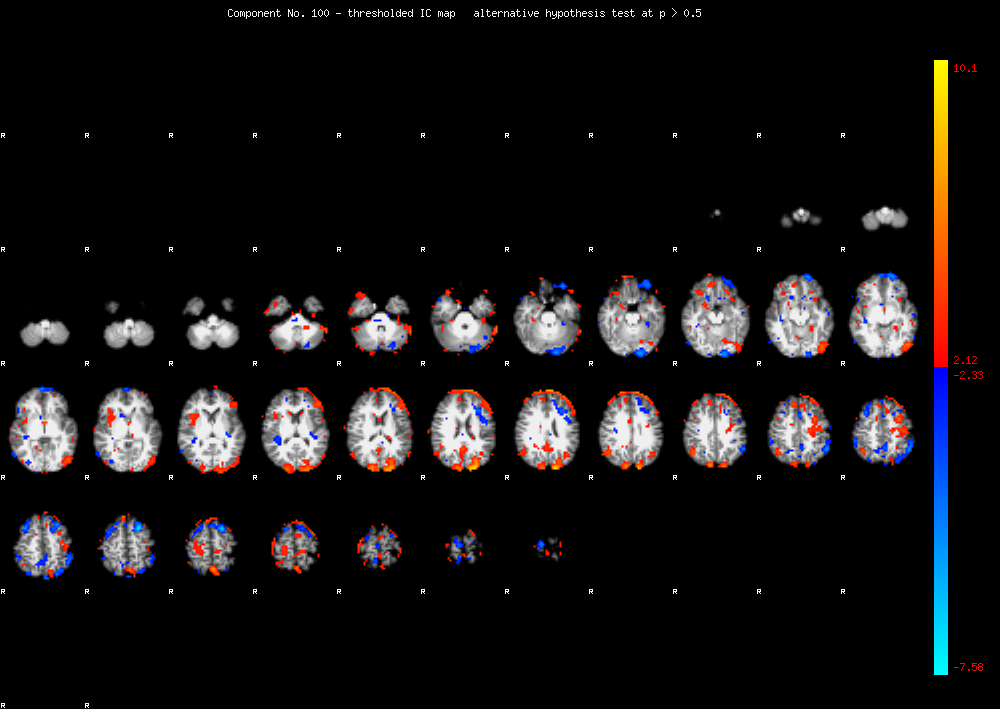 Component No. 100 - thresholded IC map   alternative hypothesis test at p > 0.5
10.1
R R R R R R R R R R R
R R R R R R R R R R R
2.12
R R R R R R R R R R R
-2.33
R R R R R R R R R R R
R R R R R R R R R R R
-7.58
R R